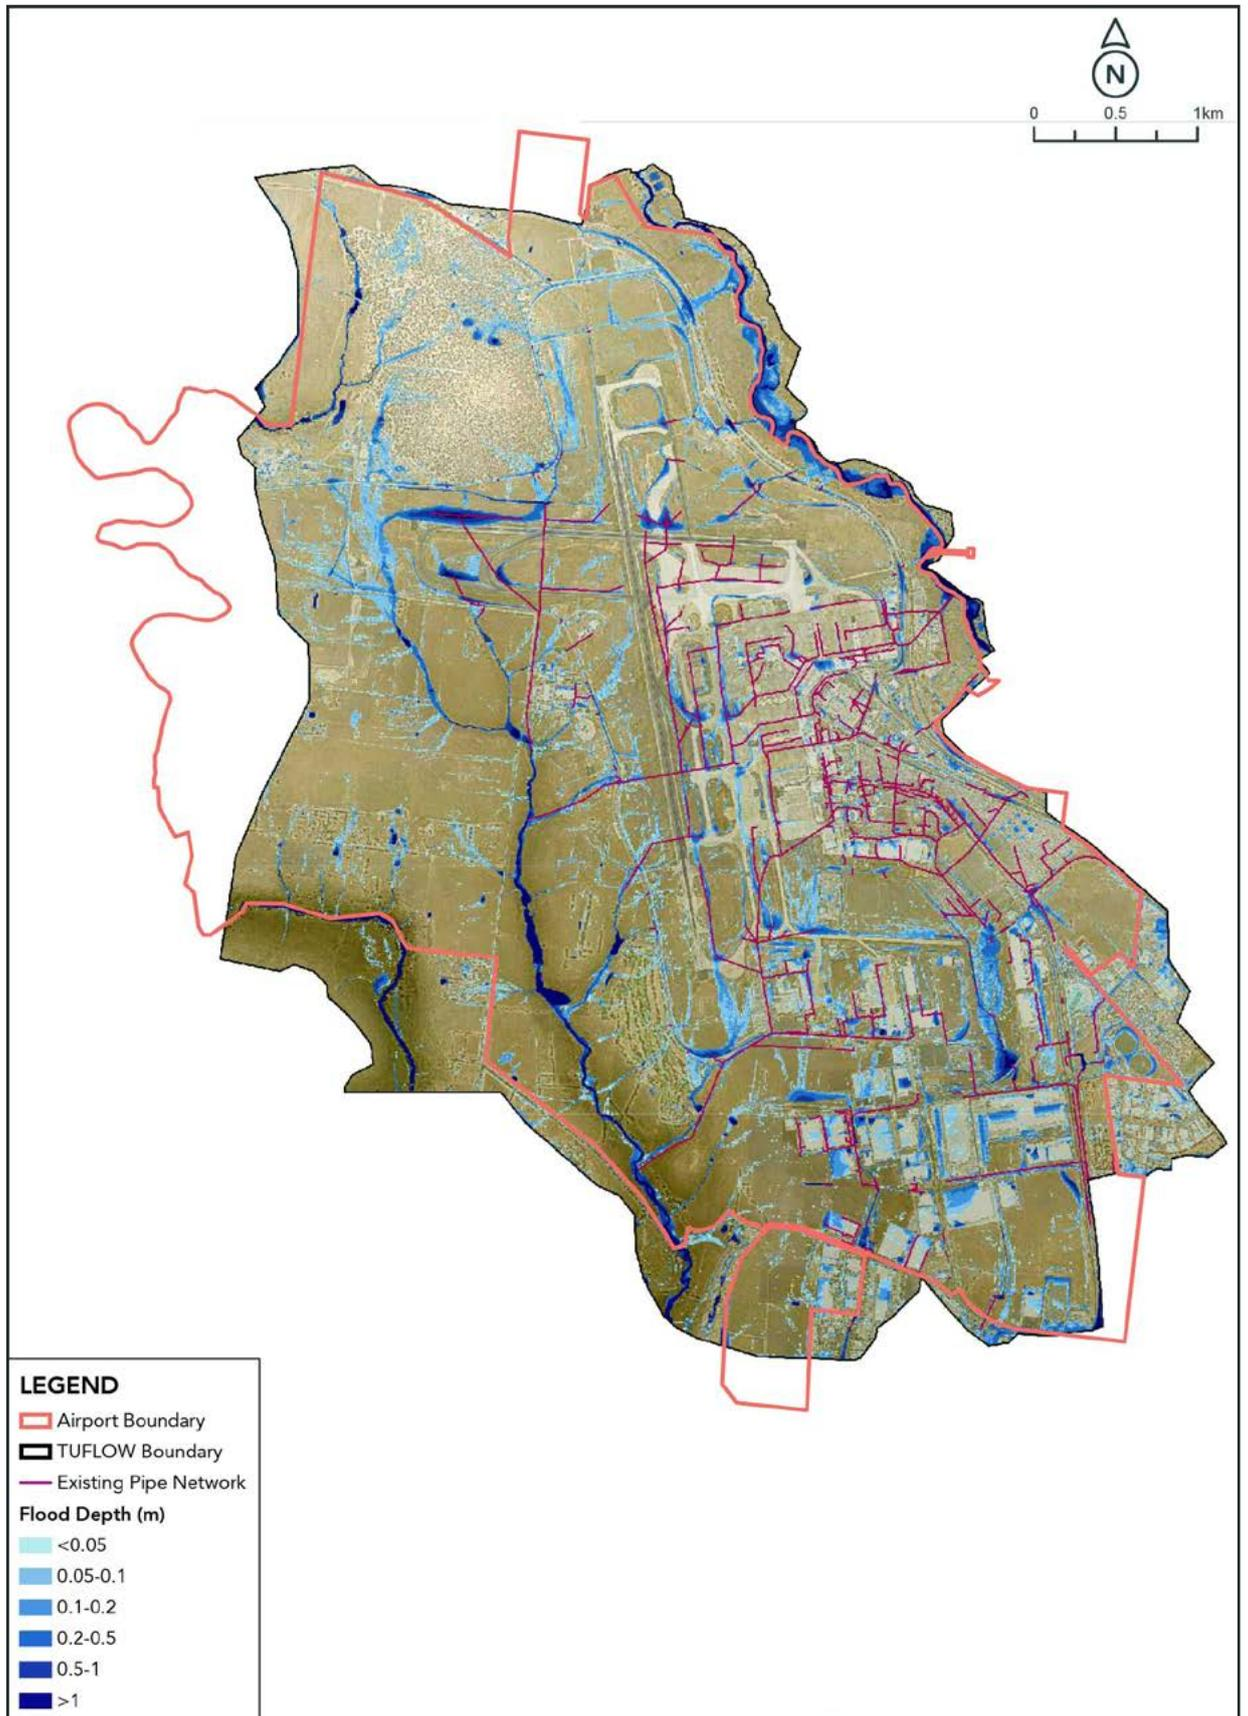 N
0 0.5 1km
LEGEND
Airport Boundary
TUFLOW Boundary
Existing Pipe Network
Flood Depth (m)
<0.05
0.05-0.1
0.1-0.2
0.2-0.5
0.5-1
>1